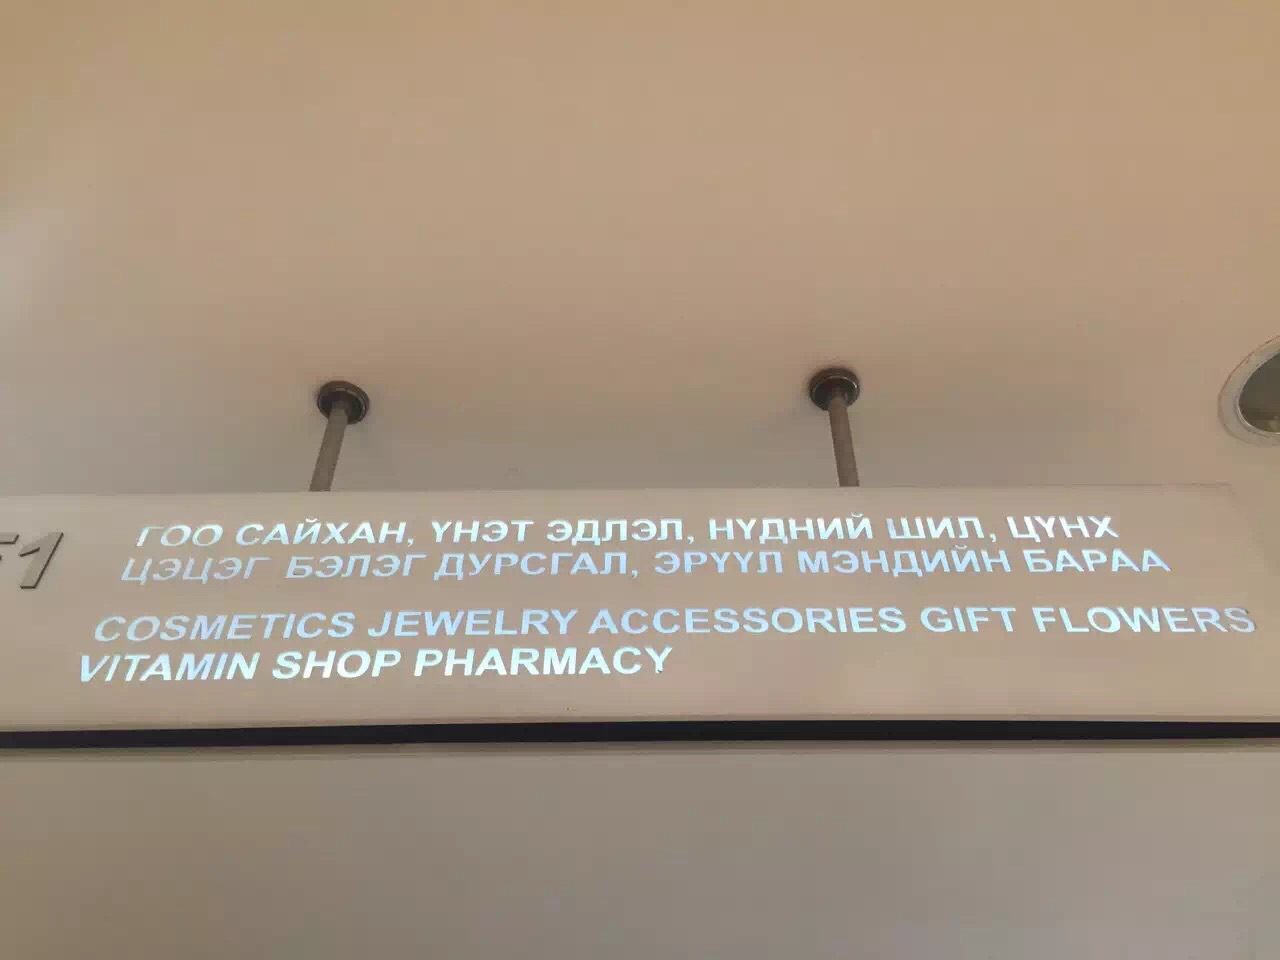 F1
ГОО САЙХАН, ҮНЭТ ЭДЛЭЛ, НҮДНИЙ ШИЛ, ЦҮНХ
ЦЭЦЭГ БЭЛЭГ ДУРСГАЛ, ЭРҮҮЛ МЭНДИЙН БАРАА
COSMETICS JEWELRY ACCESSORIES GIFT FLOWERS
VITAMIN SHOP PHARMACY